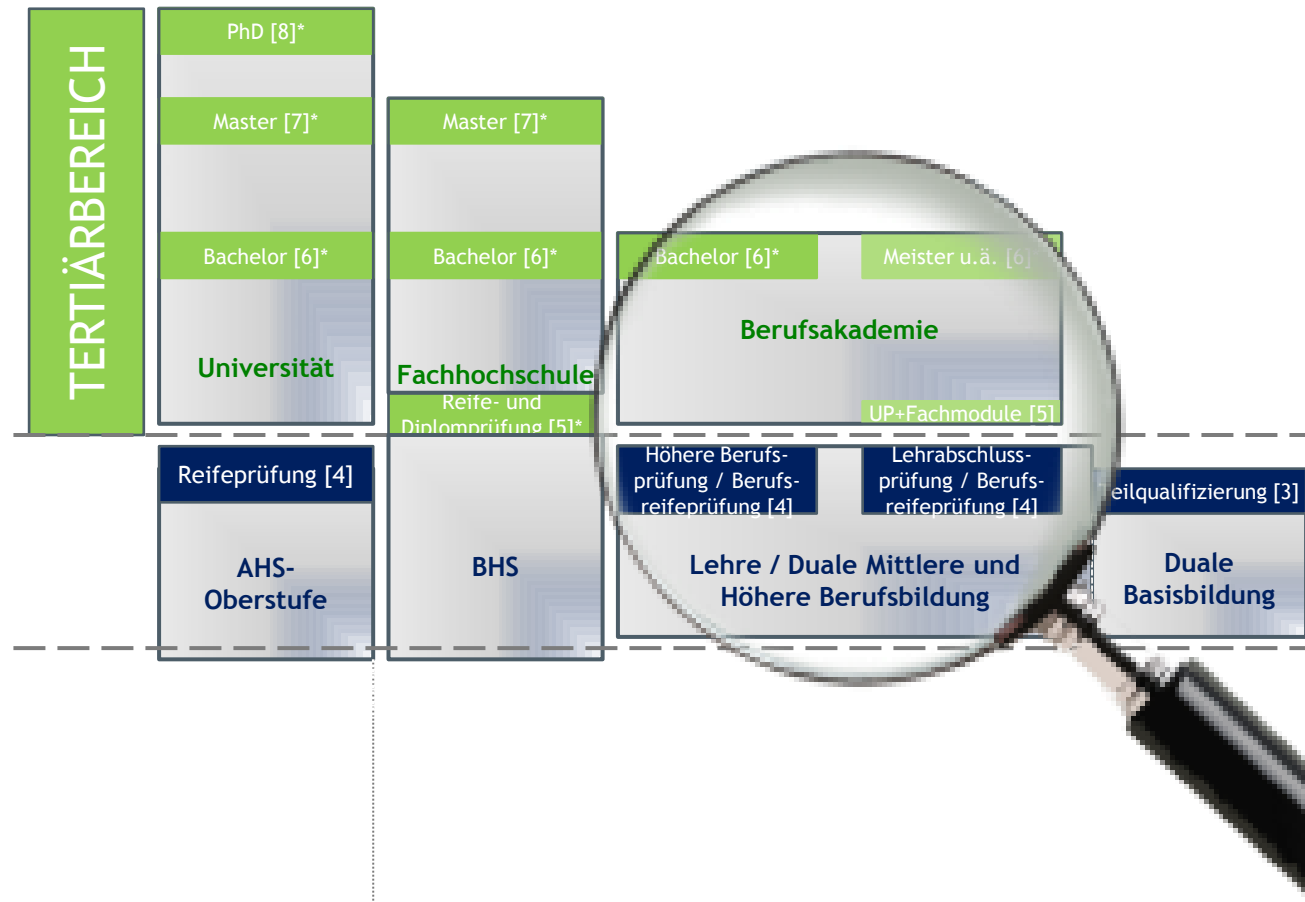 TERTIÄRBEREICH
PhD [8]*
Master [7]*
Bachelor [6]*
Universität
Master [7]*
Bachelor [6]*
Fachhochschule
Reife- und
Diplomprüfung [5]*
Bachelor [6]*
Meister u.ä. [6]*
Berufsakademie
UP+Fachmodule [5]
Reifeprüfung [4]
AHS-
Oberstufe
BHS
Höhere Berufs-
prüfung / Berufs-
reifeprüfung [4]
Lehrabschluss-
prüfung / Berufs-
reifeprüfung [4]
Lehre / Duale Mittlere und
Höhere Berufsbildung
eilqualifizierung [3]
Duale
Basisbildung